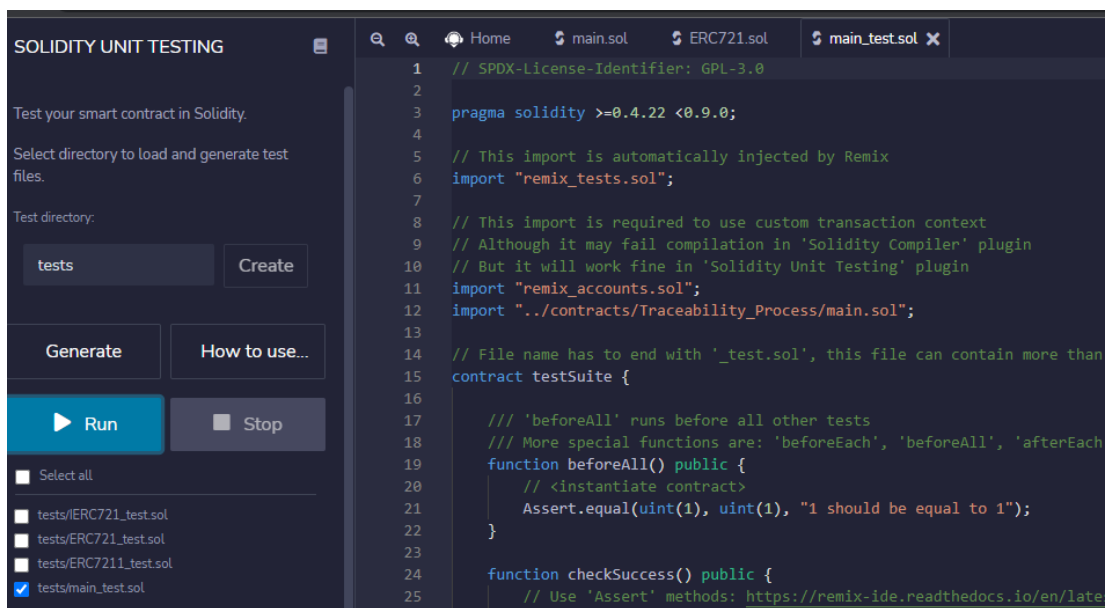 SOLIDITY UNIT TESTING
Test your smart contract in Solidity.
Select directory to load and generate test
files.
Test directory:
tests
Create
Generate
How to use...
Run
Stop
Select all
tests/IERC721_test.sol
tests/ERC721_test.sol
tests/ERC7211_test.sol
tests/main_test.sol
Home
main.sol
ERC721.sol
main_test.sol
1 // SPDX-License-Identifier: GPL-3.0
2
3 pragma solidity >=0.4.22 <0.9.0;
4
5 // This import is automatically injected by Remix
6 import "remix_tests.sol";
7
8 // This import is required to use custom transaction context
9 // Although it may fail compilation in 'Solidity Compiler' plugin
10 // But it will work fine in 'Solidity Unit Testing' plugin
11 import "remix_accounts.sol";
12 import "../contracts/Traceability_Process/main.sol";
13
14 // File name has to end with '_test.sol', this file can contain more than
15 contract testSuite {
16
17 /// 'beforeAll' runs before all other tests
18 /// More special functions are: 'beforeEach', 'beforeAll', 'afterEach
19 function beforeAll() public {
20 // <instantiate contract>
21 Assert.equal(uint(1), uint(1), "1 should be equal to 1");
22 }
23
24 function checkSuccess() public {
25 // Use 'Assert' methods: https://remix-ide.readthedocs.io/en/late